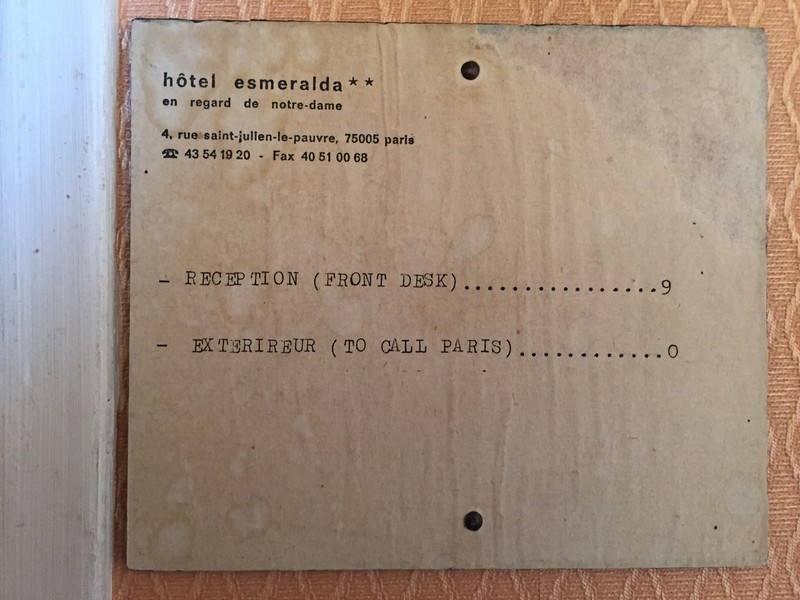 hôtel esmeralda**
en regard de notre-dame
4, rue saint-julien-le-pauvre, 75005 paris
☎ 43 54 19 20 - Fax 40 51 00 68
- RECEPTION (FRONT DESK)................9
- EXTERIREUR (TO CALL PARIS)............0